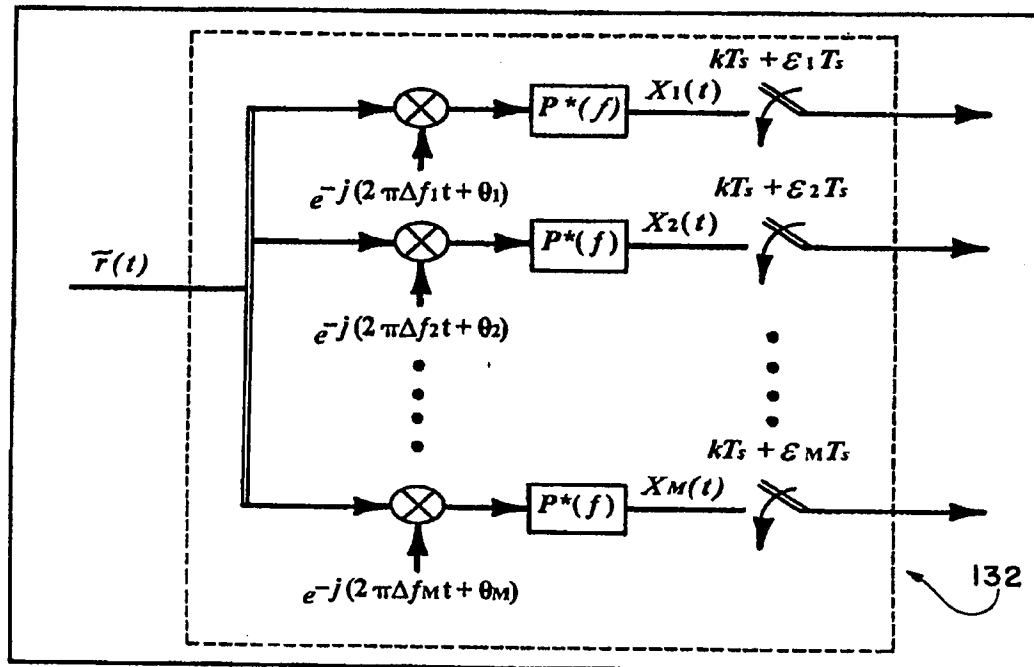 kTs + ε1Ts
P*(f)
X1(t)
e-j(2πΔf1t + θ1)
kTs + ε2Ts
P*(f)
X2(t)
r̃(t)
e-j(2πΔf2t + θ2)
kTs + εMTs
P*(f)
XM(t)
e-j(2πΔfMt + θM)
132